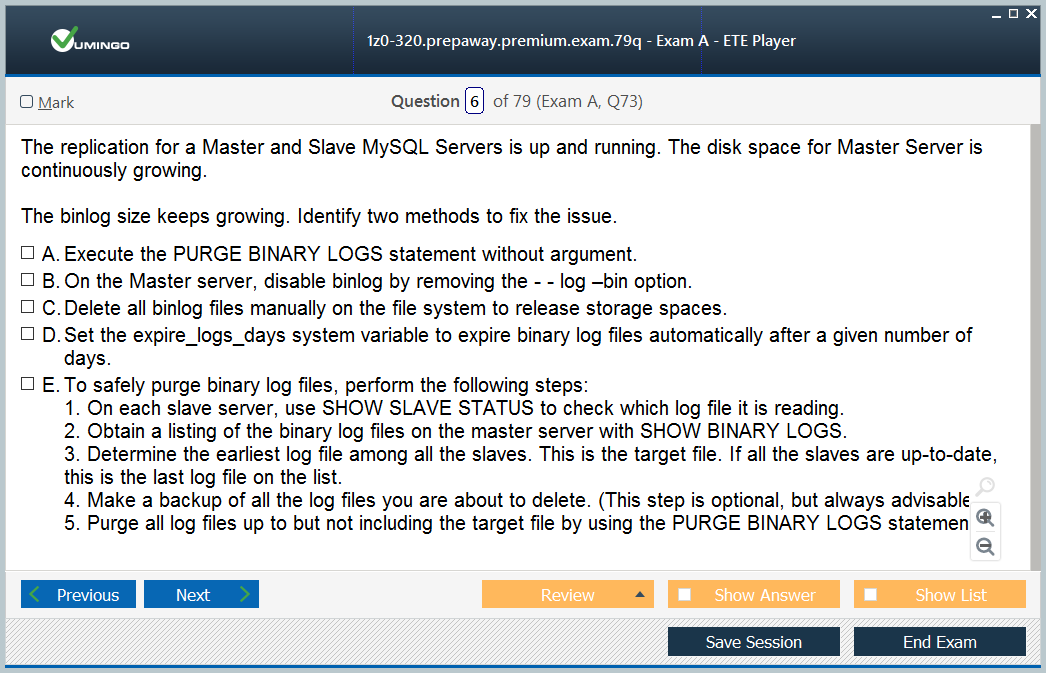 VUMINGO
1z0-320.prepaway.premium.exam.79q - Exam A - ETE Player
Mark
Question 6 of 79 (Exam A, Q73)
The replication for a Master and Slave MySQL Servers is up and running. The disk space for Master Server is
continuously growing.
The binlog size keeps growing. Identify two methods to fix the issue.
A. Execute the PURGE BINARY LOGS statement without argument.
B. On the Master server, disable binlog by removing the - - log –bin option.
C. Delete all binlog files manually on the file system to release storage spaces.
D. Set the expire_logs_days system variable to expire binary log files automatically after a given number of
days.
E. To safely purge binary log files, perform the following steps:
1. On each slave server, use SHOW SLAVE STATUS to check which log file it is reading.
2. Obtain a listing of the binary log files on the master server with SHOW BINARY LOGS.
3. Determine the earliest log file among all the slaves. This is the target file. If all the slaves are up-to-date,
this is the last log file on the list.
4. Make a backup of all the log files you are about to delete. (This step is optional, but always advisable
5. Purge all log files up to but not including the target file by using the PURGE BINARY LOGS statemen
Previous
Next
Review
Show Answer
Show List
Save Session
End Exam